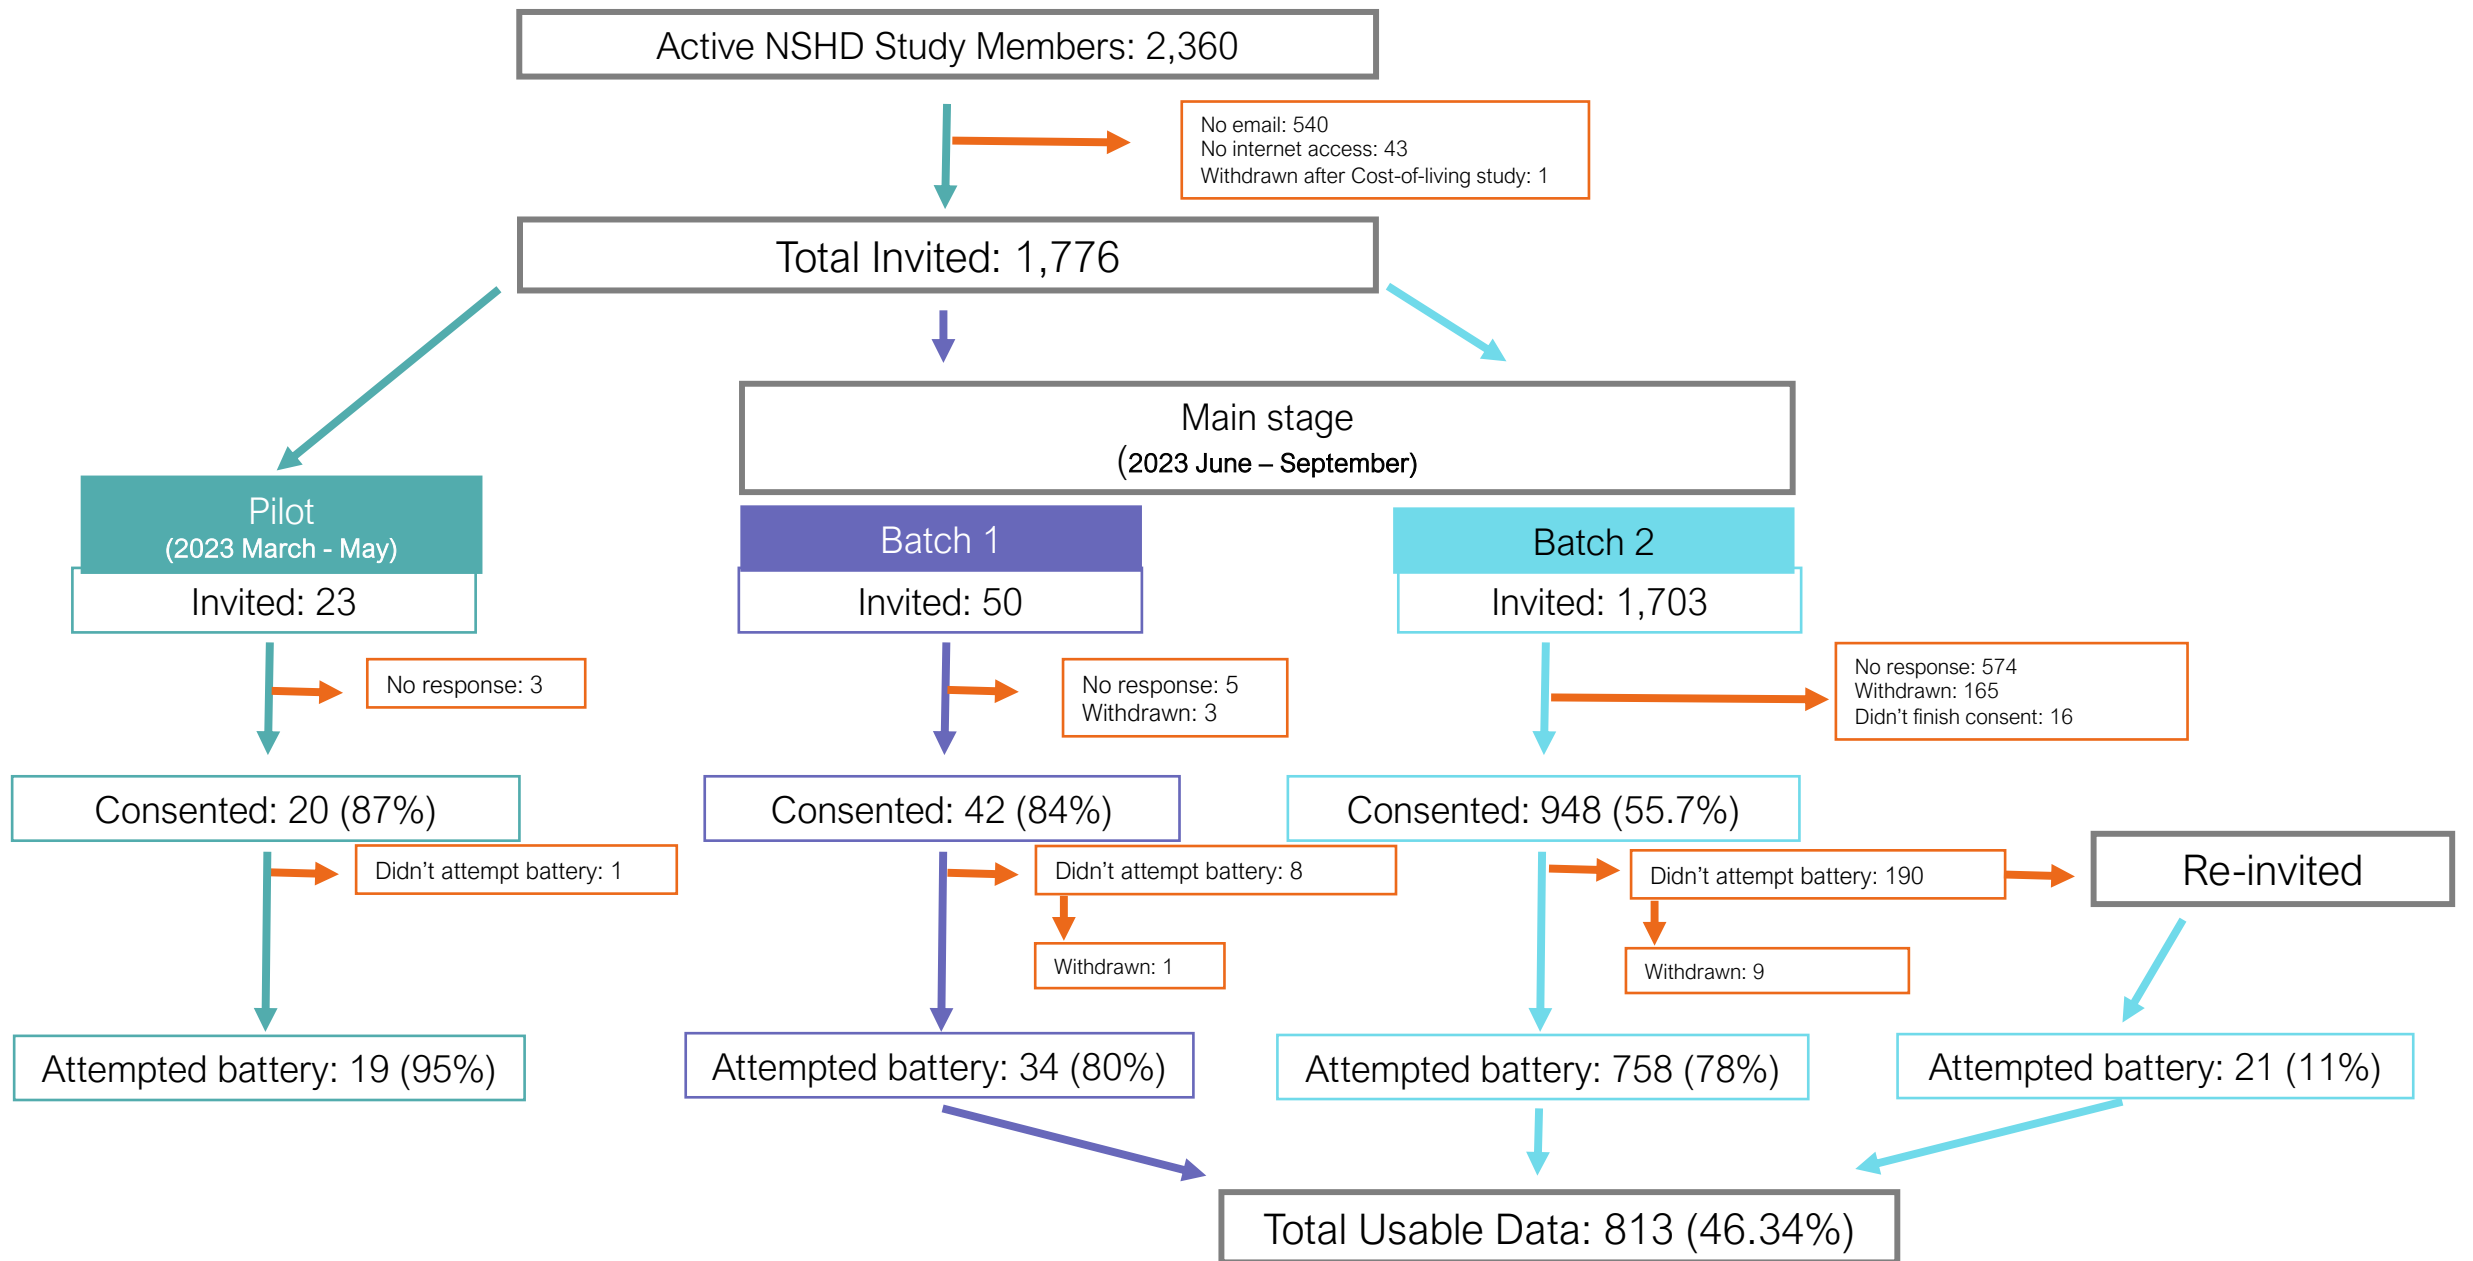 Active NSHD Study Members: 2,360
No email: 540
No internet access: 43
Withdrawn after Cost-of-living study: 1
Total Invited: 1,776
Main stage
(2023 June – September)
Pilot
(2023 March - May)
Batch 1
Batch 2
Invited: 23
Invited: 50
Invited: 1,703
No response: 3
No response: 5
Withdrawn: 3
No response: 574
Withdrawn: 165
Didn't finish consent: 16
Consented: 20 (87%)
Consented: 42 (84%)
Consented: 948 (55.7%)
Didn't attempt battery: 1
Didn't attempt battery: 8
Didn't attempt battery: 190
Re-invited
Withdrawn: 1
Withdrawn: 9
Attempted battery: 19 (95%)
Attempted battery: 34 (80%)
Attempted battery: 758 (78%)
Attempted battery: 21 (11%)
Total Usable Data: 813 (46.34%)